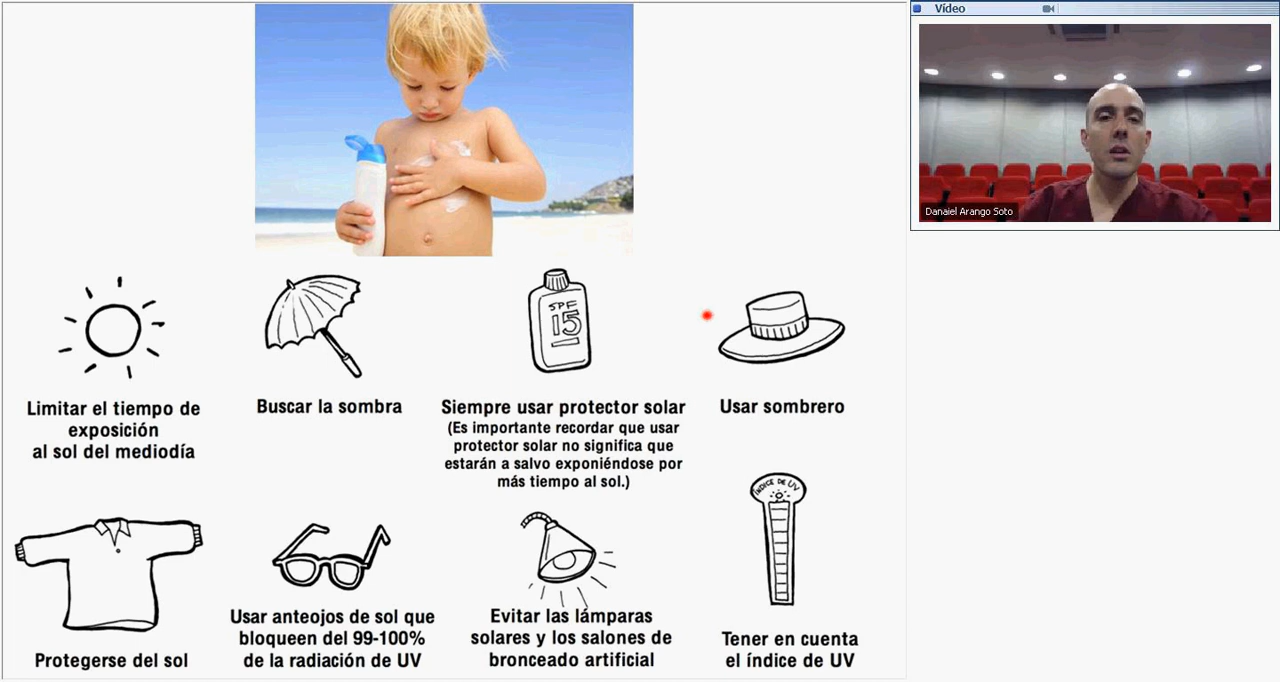 Vídeo
Danaiel Arango Soto
SPF
15
Limitar el tiempo de
exposición
al sol del mediodía
Buscar la sombra
Siempre usar protector solar
(Es importante recordar que usar
protector solar no significa que
estarán a salvo exponiéndose por
más tiempo al sol.)
Usar sombrero
ÍNDICE DE UV
Protegerse del sol
Usar anteojos de sol que
bloqueen del 99-100%
de la radiación de UV
Evitar las lámparas
solares y los salones de
bronceado artificial
Tener en cuenta
el índice de UV